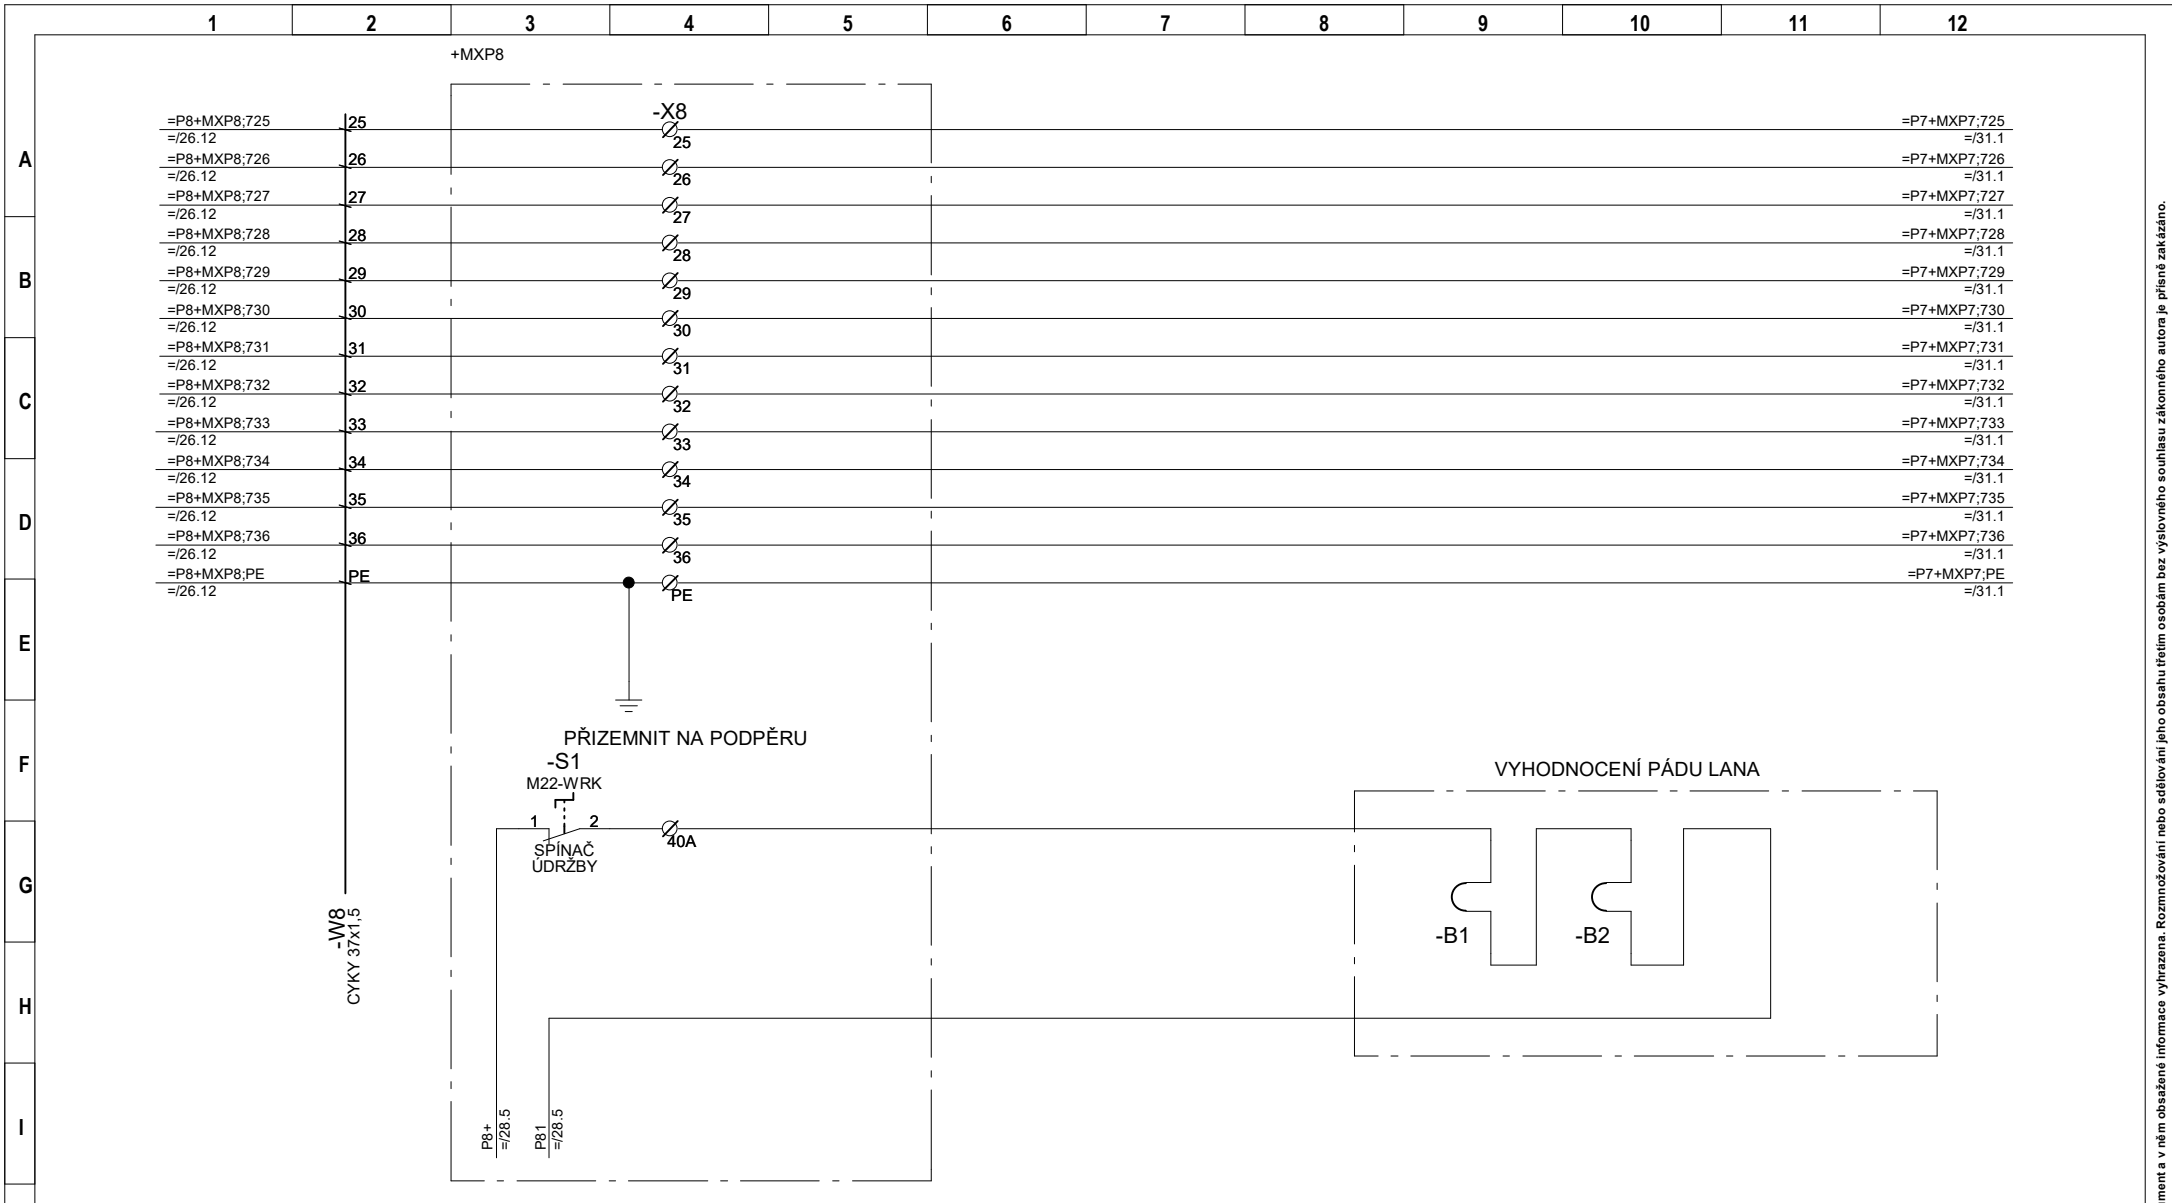 1 2 3 4 5 6 7 8 9 10 11 12
+MXP8
-X8
A
=P8+MXP8;725 25 =P7+MXP7;725
=/26.12 25 =/31.1
=P8+MXP8;726 26 =P7+MXP7;726
=/26.12 26 =/31.1
=P8+MXP8;727 27 =P7+MXP7;727
=/26.12 27 =/31.1
B
=P8+MXP8;728 28 =P7+MXP7;728
=/26.12 28 =/31.1
=P8+MXP8;729 29 =P7+MXP7;729
=/26.12 29 =/31.1
=P8+MXP8;730 30 =P7+MXP7;730
=/26.12 30 =/31.1
C
=P8+MXP8;731 31 =P7+MXP7;731
=/26.12 31 =/31.1
=P8+MXP8;732 32 =P7+MXP7;732
=/26.12 32 =/31.1
=P8+MXP8;733 33 =P7+MXP7;733
=/26.12 33 =/31.1
D
=P8+MXP8;734 34 =P7+MXP7;734
=/26.12 34 =/31.1
=P8+MXP8;735 35 =P7+MXP7;735
=/26.12 35 =/31.1
=P8+MXP8;736 36 =P7+MXP7;736
=/26.12 36 =/31.1
=P8+MXP8;PE PE =P7+MXP7;PE
=/26.12 PE =/31.1
E
PŘIZEMNIT NA PODPĚRU
F
-S1
M22-WRK
VYHODNOCENÍ PÁDU LANA
1 2
40A
SPÍNAČ
ÚDRŽBY
G
-W8
CYKY 37x1,5
-B1 -B2
H
I
P8+
=/28.5
P81
=/28.5
a v něm obsažené informace vyhrazena. Rozmnožování nebo sdělování jeho obsahu třetím osobám bez výslovného souhlasu zákonného autora je přísně zakázáno.